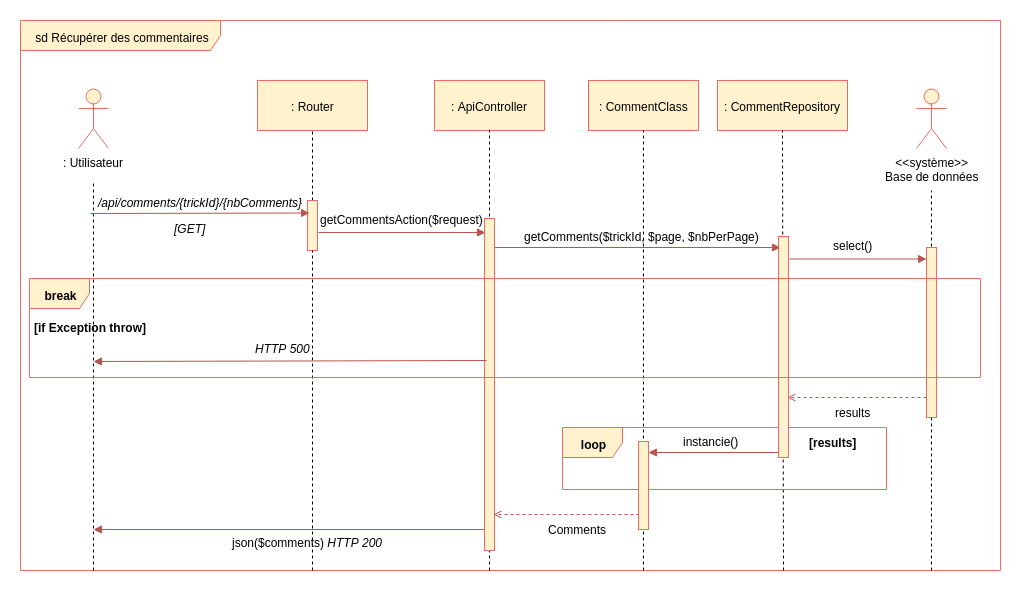 sd Récupérer des commentaires
: Router
: ApiController
: CommentClass
: CommentRepository
: Utilisateur
<<système>>
Base de données
/api/comments/{trickId}/{nbComments}
[GET]
getCommentsAction($request)
getComments($trickId, $page, $nbPerPage)
select()
break
[if Exception throw]
HTTP 500
results
loop
instancie()
[results]
Comments
json($comments) HTTP 200